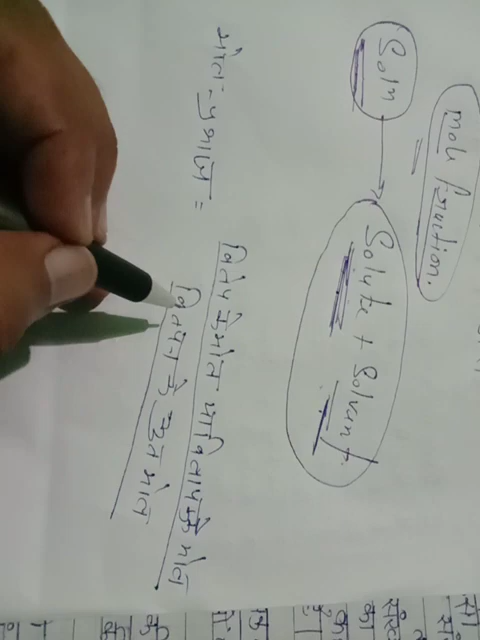 mole fraction.
Soln → Solute + Solvent
मोल-प्रभाज = विलेय के मोल या विलायक के मोल
विलयन के कुल मोल